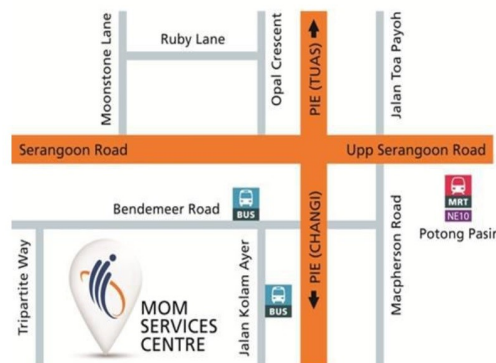 Moonstone Lane
Ruby Lane
Opal Crescent
PIE (TUAS)
Jalan Toa Payoh
Serangoon Road
Upp Serangoon Road
BUS
MRT
NE10
Potong Pasir
Bendemeer Road
Tripartite Way
MOM
SERVICES
CENTRE
Jalan Kolam Ayer
BUS
PIE (CHANGI)
Macpherson Road